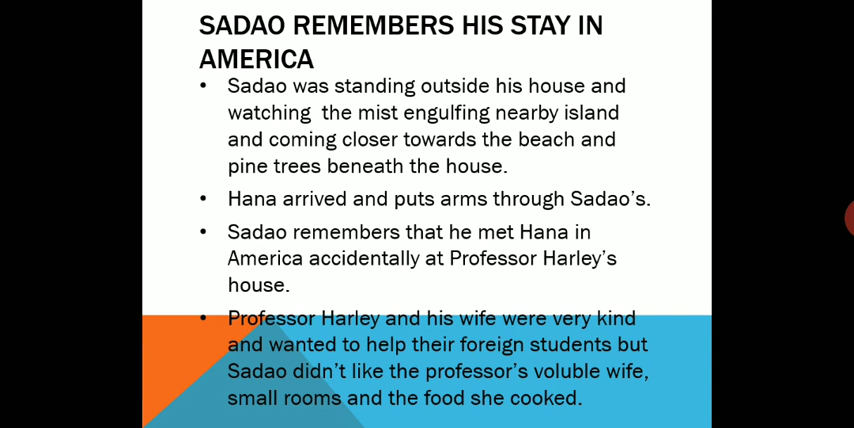 SADAO REMEMBERS HIS STAY IN
AMERICA
• Sadao was standing outside his house and
watching the mist engulfing nearby island
and coming closer towards the beach and
pine trees beneath the house.
• Hana arrived and puts arms through Sadao's.
• Sadao remembers that he met Hana in
America accidentally at Professor Harley's
house.
• Professor Harley and his wife were very kind
and wanted to help their foreign students but
Sadao didn't like the professor's voluble wife,
small rooms and the food she cooked.